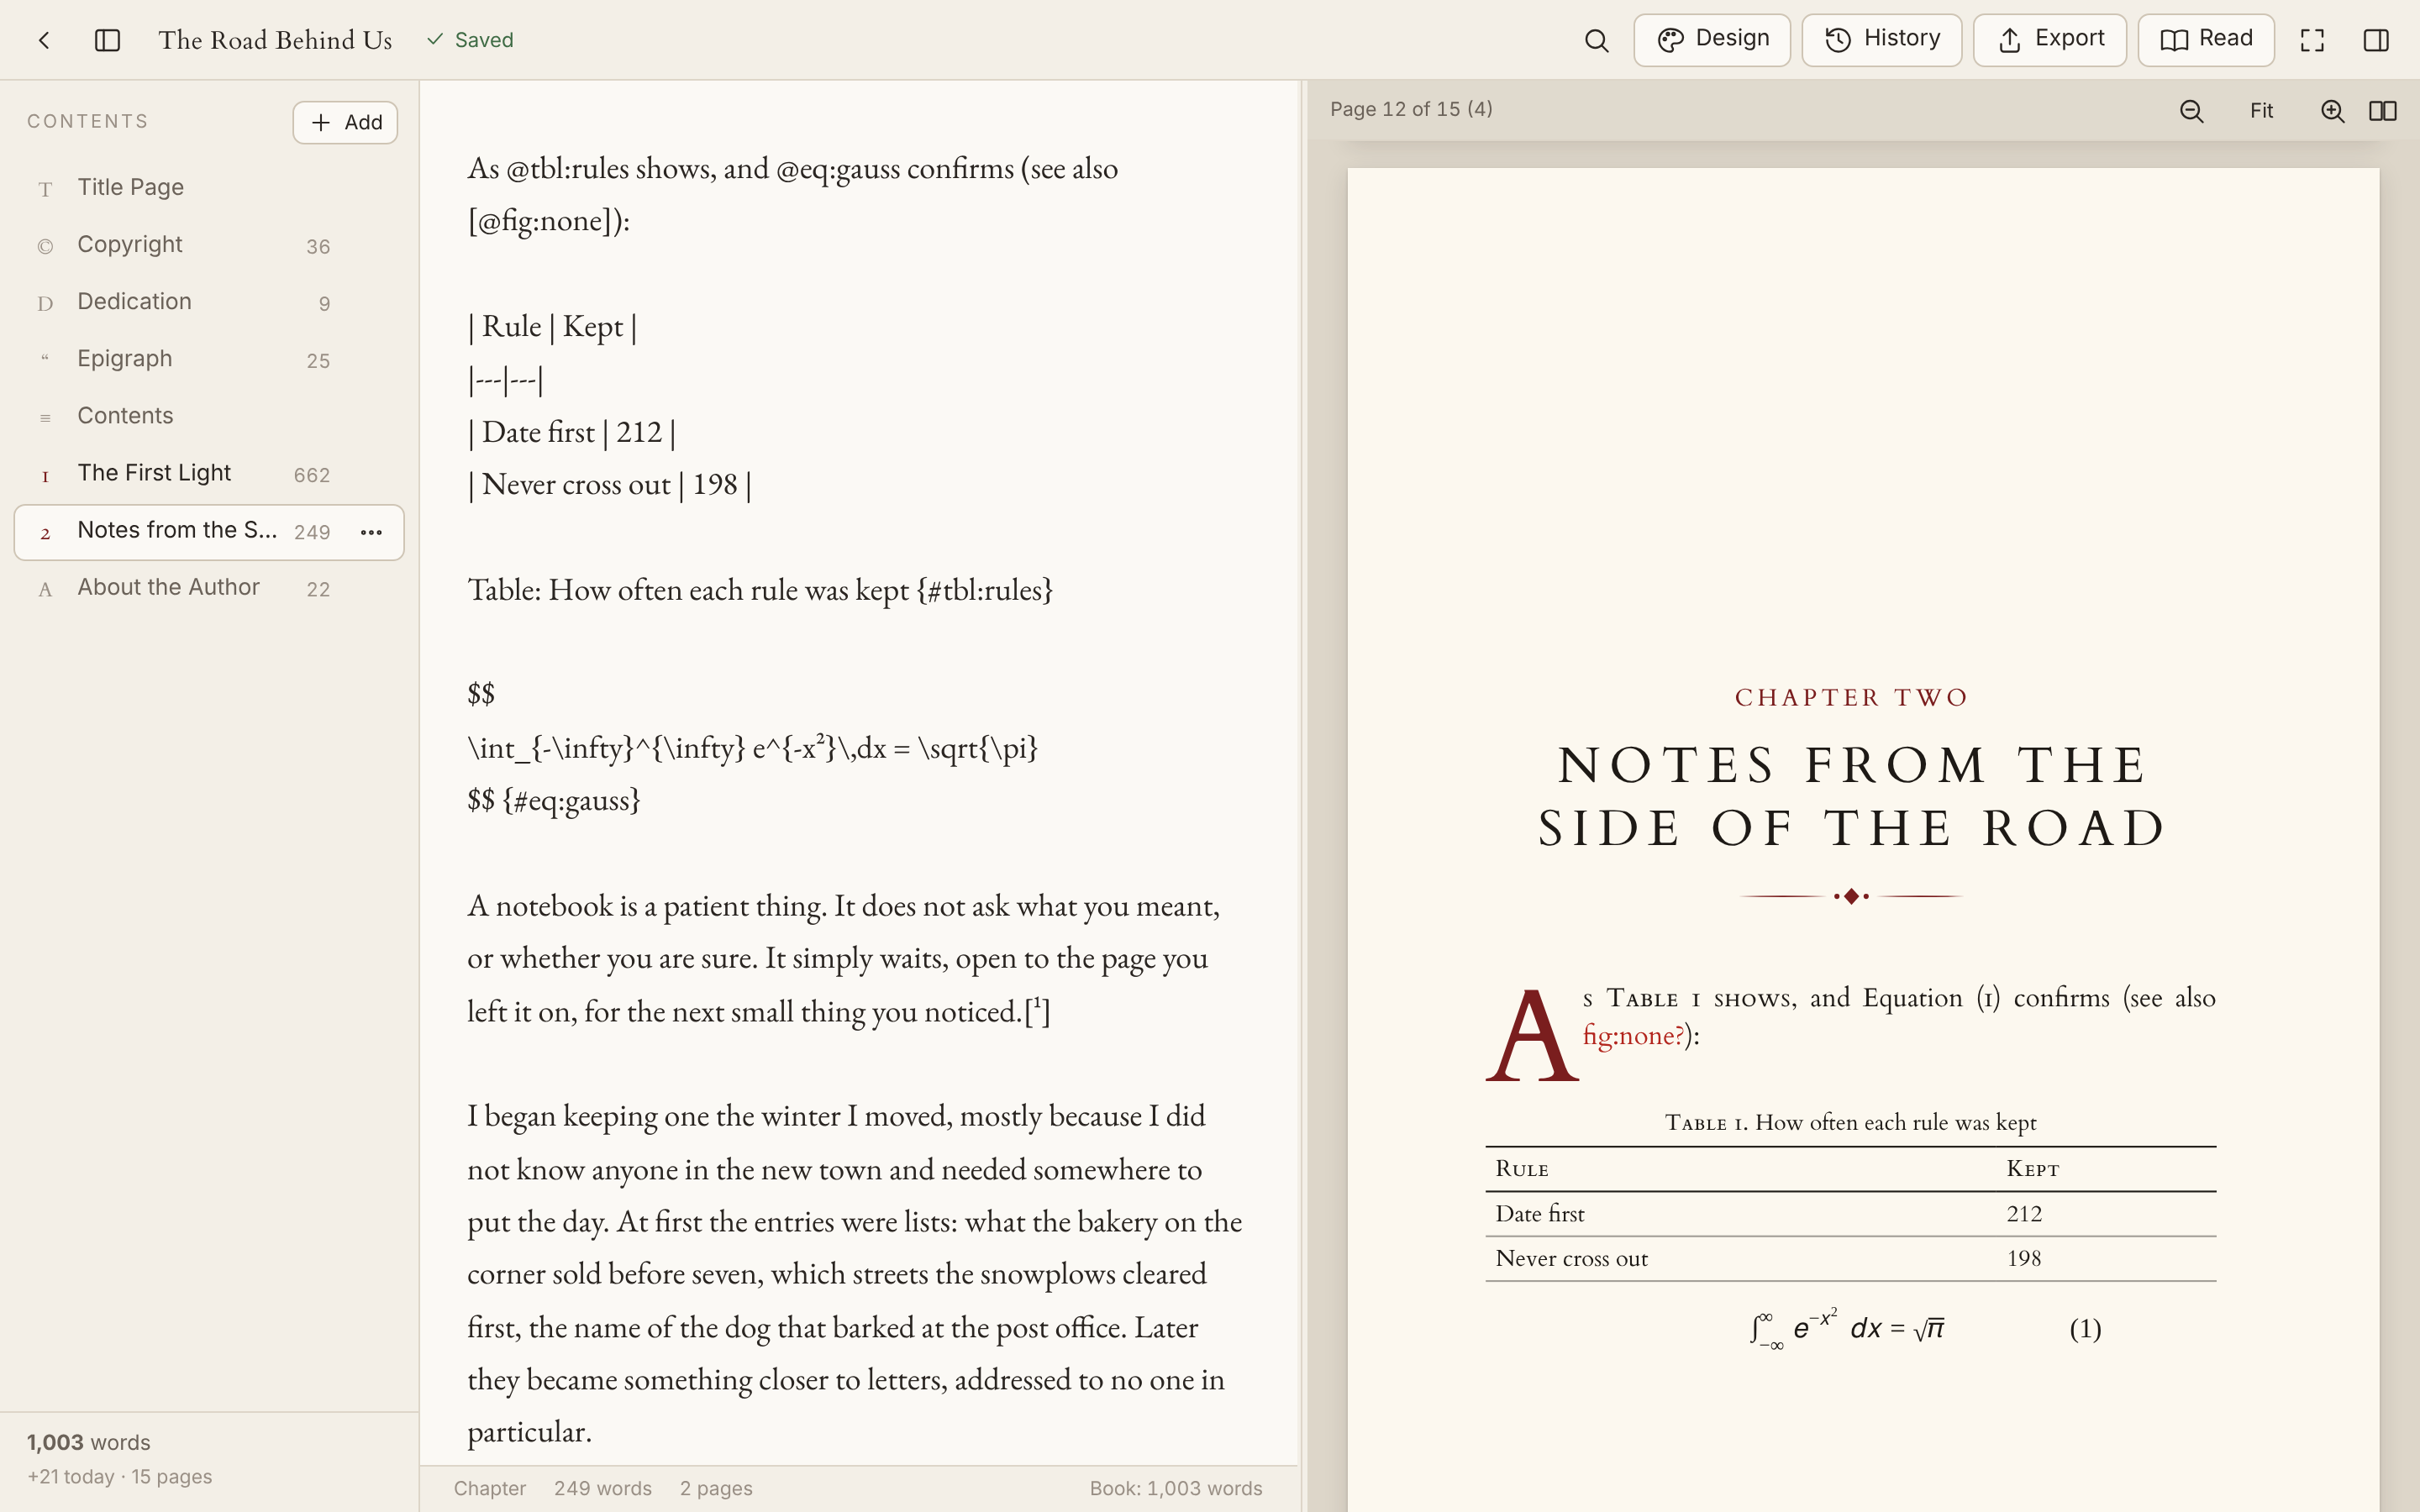 The Road Behind Us
Saved
Design
History
Export
Read
CONTENTS
Add
T Title Page
© Copyright 36
D Dedication 9
“ Epigraph 25
≡ Contents
1 The First Light 662
2 Notes from the S... 249
A About the Author 22
1,003 words
+21 today · 15 pages
As @tbl:rules shows, and @eq:gauss confirms (see also
[@fig:none]):
| Rule | Kept |
|---|---|
| Date first | 212 |
| Never cross out | 198 |
Table: How often each rule was kept {#tbl:rules}
$$
\int_{-\infty}^{\infty} e^{-x²}\,dx = \sqrt{\pi}
$$ {#eq:gauss}
A notebook is a patient thing. It does not ask what you meant,
or whether you are sure. It simply waits, open to the page you
left it on, for the next small thing you noticed.[¹]
I began keeping one the winter I moved, mostly because I did
not know anyone in the new town and needed somewhere to
put the day. At first the entries were lists: what the bakery on the
corner sold before seven, which streets the snowplows cleared
first, the name of the dog that barked at the post office. Later
they became something closer to letters, addressed to no one in
particular.
Chapter 249 words 2 pages Book: 1,003 words
Page 12 of 15 (4)
Fit
CHAPTER TWO
NOTES FROM THE
SIDE OF THE ROAD
As Table 1 shows, and Equation (1) confirms (see also
fig:none?):
Table 1. How often each rule was kept
Rule Kept
Date first 212
Never cross out 198
∫_{−∞}^{∞} e^{−x²} dx = √π (1)